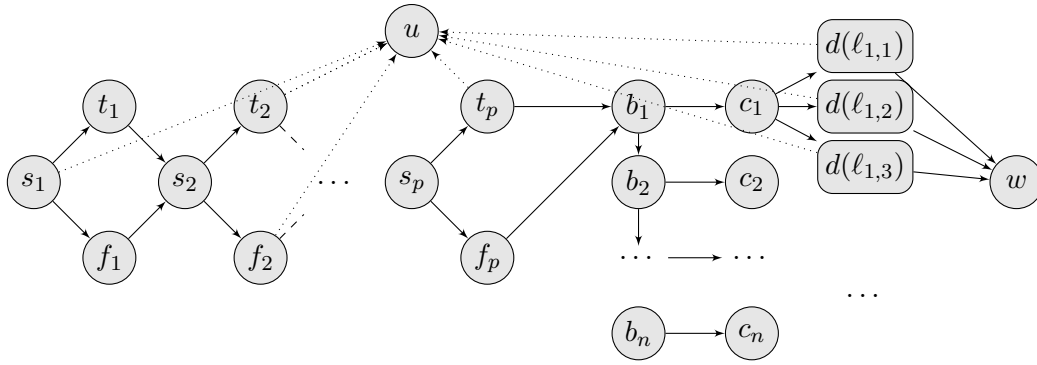 u
d(ℓ₁,₁)
t₁
t₂
tₚ
b₁
c₁
d(ℓ₁,₂)
s₁
s₂
⋯
sₚ
b₂
c₂
d(ℓ₁,₃)
w
f₁
f₂
fₚ
⋯
⋯
⋯
bₙ
cₙ